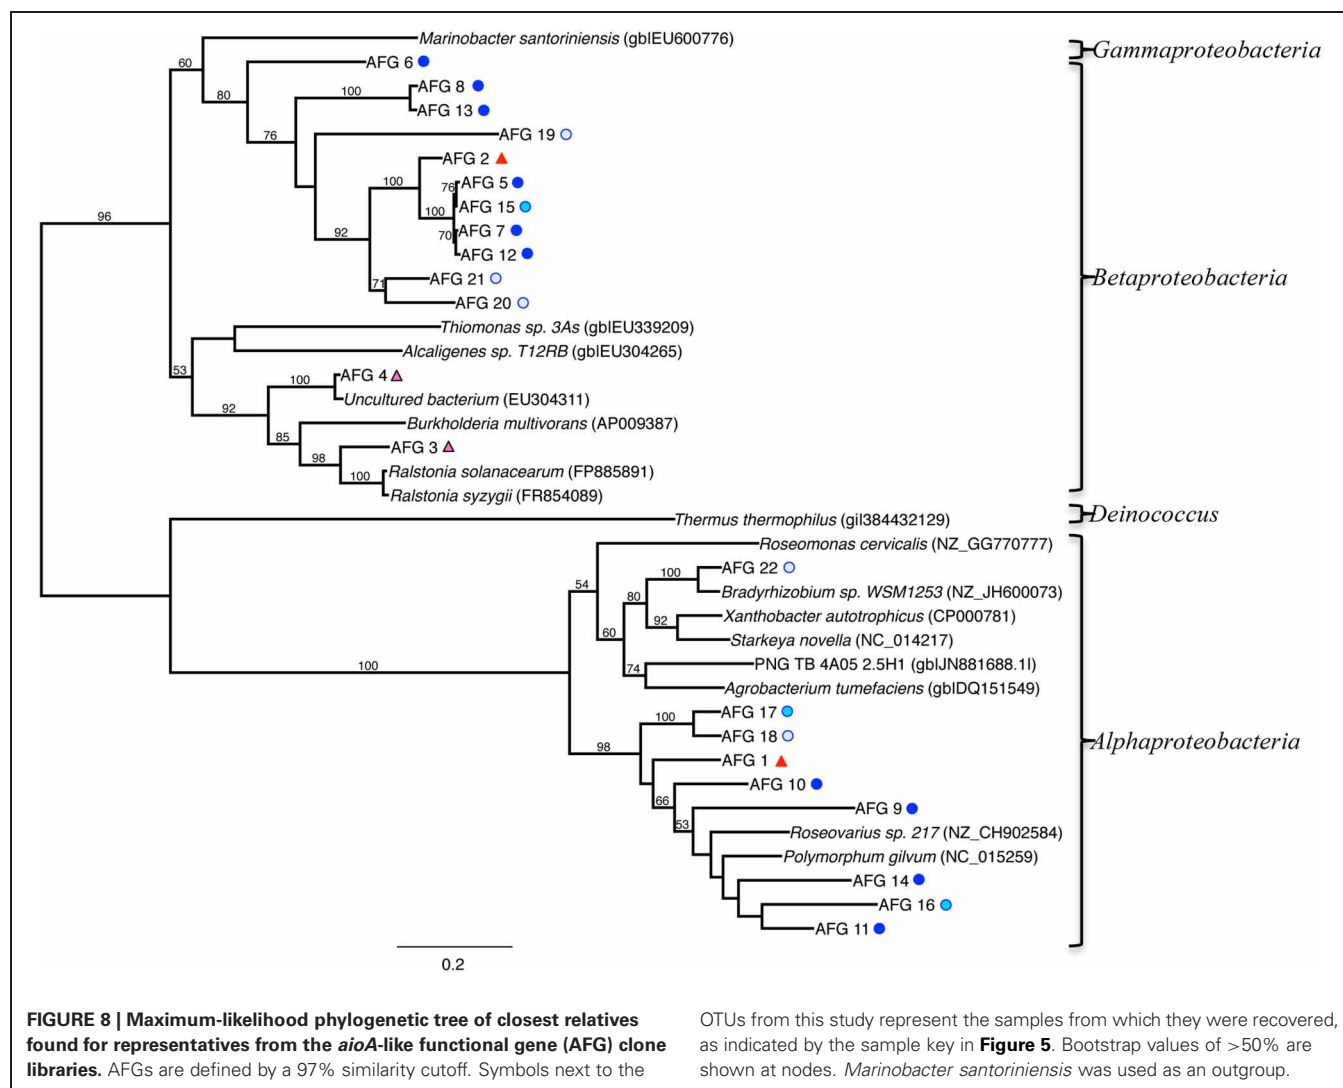 Marinobacter santoriniensis (gb|EU600776)
Gammaproteobacteria
60
AFG 6
80
AFG 8
100
AFG 13
76
AFG 19
AFG 2
100
76
AFG 5
AFG 15
100
96
AFG 7
92
70
AFG 12
AFG 21
71
Betaproteobacteria
AFG 20
Thiomonas sp. 3As (gb|EU339209)
Alcaligenes sp. T12RB (gb|EU304265)
53
AFG 4
100
Uncultured bacterium (EU304311)
92
Burkholderia multivorans (AP009387)
85
AFG 3
98
Ralstonia solanacearum (FP885891)
100
Ralstonia syzygii (FR854089)
Thermus thermophilus (gi|384432129)
Deinococcus
Roseomonas cervicalis (NZ_GG770777)
AFG 22
100
54
Bradyrhizobium sp. WSM1253 (NZ_JH600073)
80
Xanthobacter autotrophicus (CP000781)
92
60
Starkeya novella (NC_014217)
PNG TB 4A05 2.5H1 (gb|JN881688.1|)
100
74
Agrobacterium tumefaciens (gb|DQ151549)
AFG 17
100
AFG 18
Alphaproteobacteria
98
AFG 1
AFG 10
66
AFG 9
53
Roseovarius sp. 217 (NZ_CH902584)
Polymorphum gilvum (NC_015259)
AFG 14
AFG 16
AFG 11
0.2
FIGURE 8 | Maximum-likelihood phylogenetic tree of closest relatives
found for representatives from the aioA-like functional gene (AFG) clone
libraries. AFGs are defined by a 97% similarity cutoff. Symbols next to the
OTUs from this study represent the samples from which they were recovered,
as indicated by the sample key in Figure 5. Bootstrap values of >50% are
shown at nodes. Marinobacter santoriniensis was used as an outgroup.